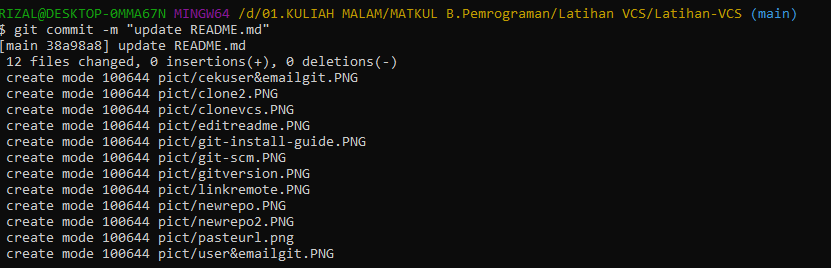 RIZAL@DESKTOP-0MMA67N MINGW64 /d/01.KULIAH MALAM/MATKUL B.Pemrograman/Latihan VCS/Latihan-VCS (main)
$ git commit -m "update README.md"
[main 38a98a8] update README.md
 12 files changed, 0 insertions(+), 0 deletions(-)
 create mode 100644 pict/cekuser&emailgit.PNG
 create mode 100644 pict/clone2.PNG
 create mode 100644 pict/clonevcs.PNG
 create mode 100644 pict/editreadme.PNG
 create mode 100644 pict/git-install-guide.PNG
 create mode 100644 pict/git-scm.PNG
 create mode 100644 pict/gitversion.PNG
 create mode 100644 pict/linkremote.PNG
 create mode 100644 pict/newrepo.PNG
 create mode 100644 pict/newrepo2.PNG
 create mode 100644 pict/pasteurl.png
 create mode 100644 pict/user&emailgit.PNG